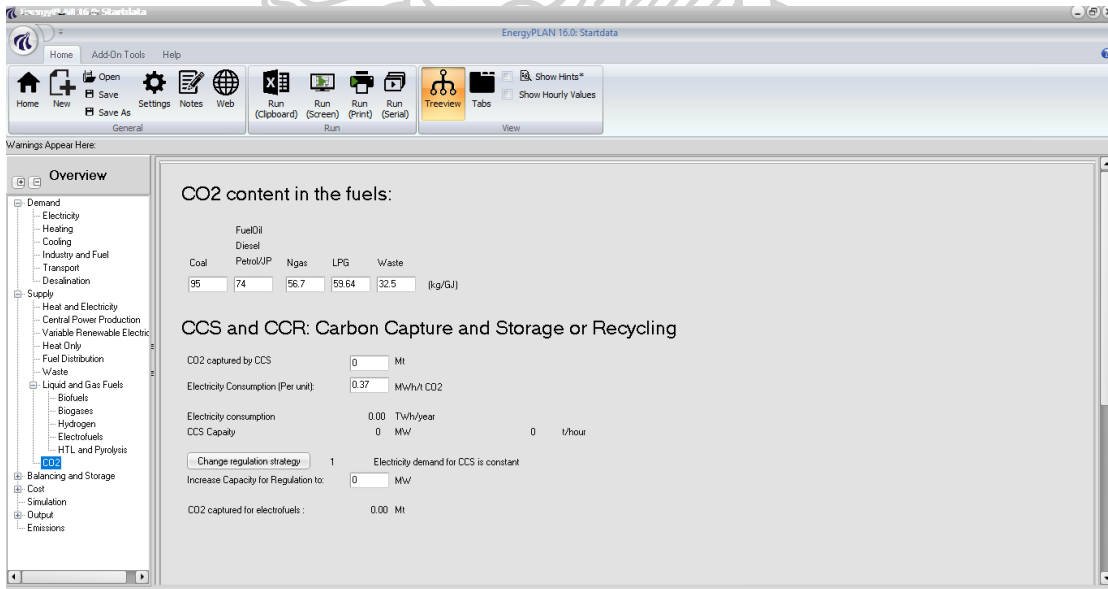 EnergyPLAN 16.0: Startdata
EnergyPLAN 16.0: Startdata
Home Add-On Tools Help
Home
New
Open
Save
Save As
Settings
Notes
Web
General
Run
(Clipboard)
Run
(Screen)
Run
(Print)
Run
(Serial)
Run
Treeview
Tabs
Show Hints*
Show Hourly Values
View
Warnings Appear Here:
Overview
Demand
Electricity
Heating
Cooling
Industry and Fuel
Transport
Desalination
Supply
Heat and Electricity
Central Power Production
Variable Renewable Electric
Heat Only
Fuel Distribution
Waste
Liquid and Gas Fuels
Biofuels
Biogases
Hydrogen
Electrofuels
HTL and Pyrolysis
CO2
Balancing and Storage
Cost
Simulation
Output
Emissions
CO2 content in the fuels:
FuelOil
Diesel
Coal Petrol/JP Ngas LPG Waste
95 74 56.7 59.64 32.5 (kg/GJ)
CCS and CCR: Carbon Capture and Storage or Recycling
CO2 captured by CCS 0 Mt
Electricity Consumption (Per unit): 0.37 MWh/t CO2
Electricity consumption 0.00 TWh/year
CCS Capaity 0 MW 0 t/hour
Change regulation strategy 1 Electricity demand for CCS is constant
Increase Capacity for Regulation to: 0 MW
CO2 captured for electrofuels : 0.00 Mt